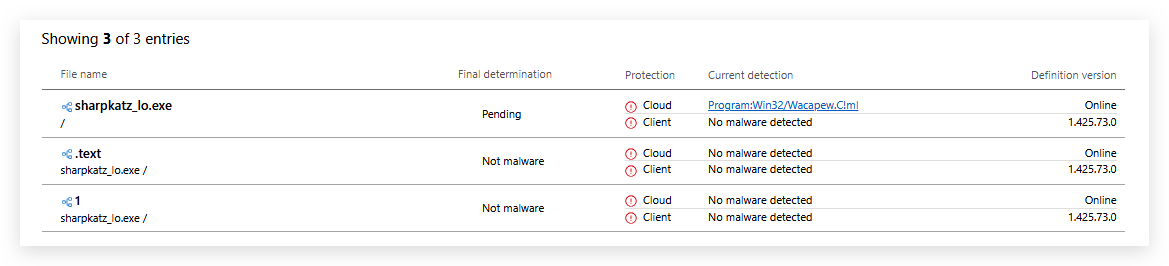 Showing 3 of 3 entries
File name Final determination Protection Current detection Definition version
sharpkatz_lo.exe Cloud Program:Win32/Wacapew.C!ml Online
Pending
/ Client No malware detected 1.425.73.0
.text Cloud No malware detected Online
Not malware
sharpkatz_lo.exe / Client No malware detected 1.425.73.0
1 Cloud No malware detected Online
Not malware
sharpkatz_lo.exe / Client No malware detected 1.425.73.0